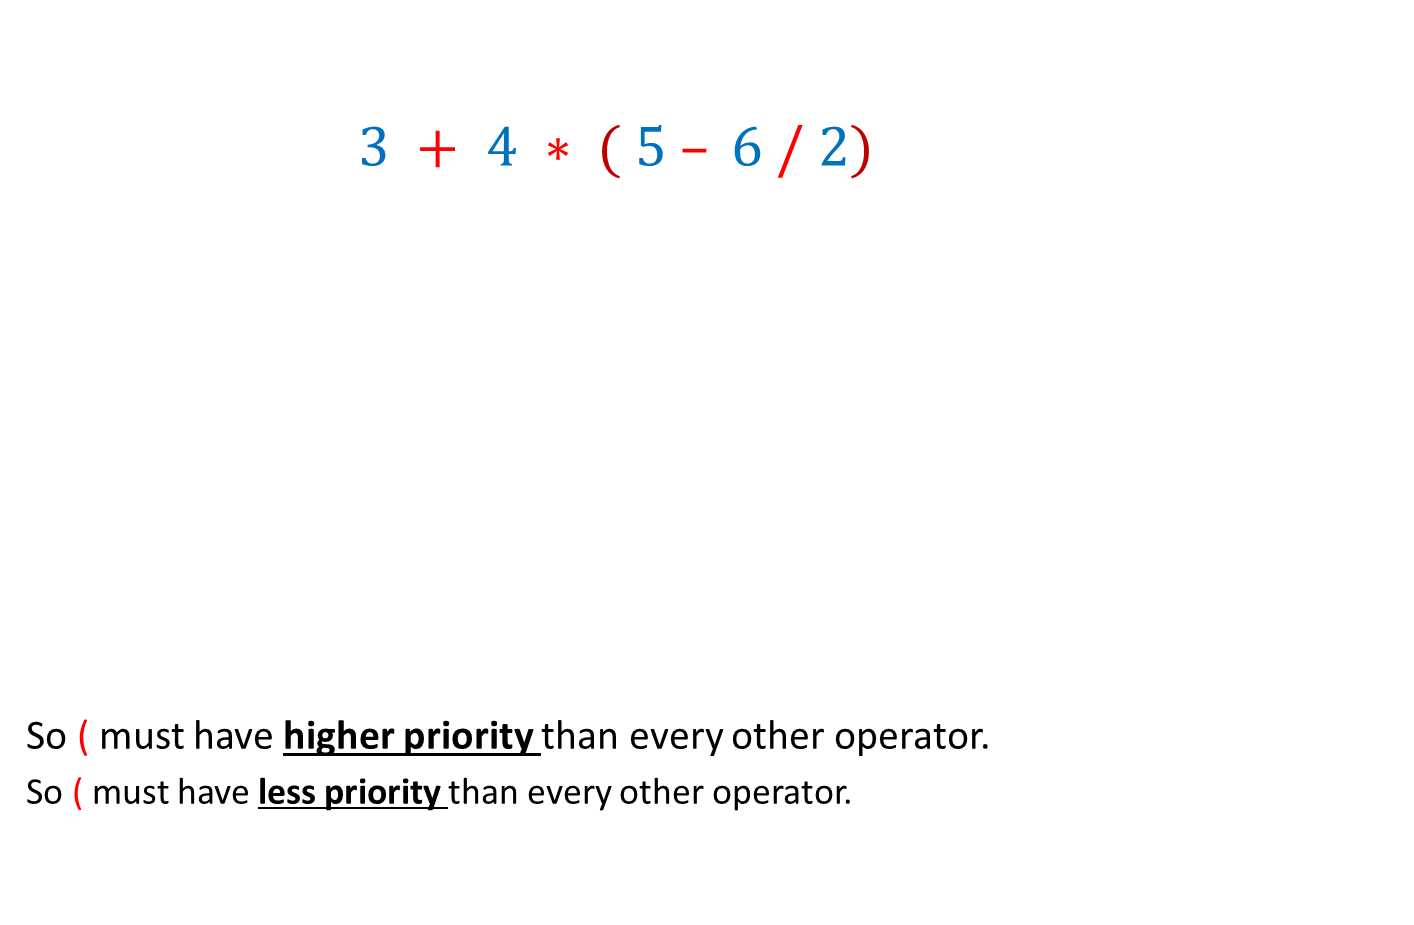 3 + 4 * ( 5 – 6 / 2)
So ( must have higher priority than every other operator.
So ( must have less priority than every other operator.